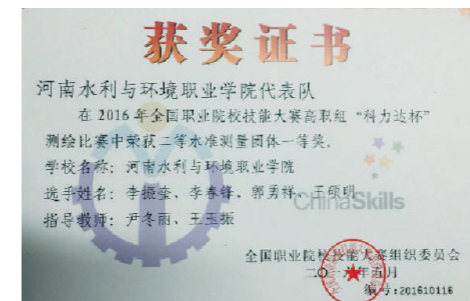 获奖证书
河南水利与环境职业学院代表队
在2016年全国职业院校技能大赛高职组“科力达杯”
测绘比赛中荣获二等水准测量团体一等奖。
学校名称：河南水利与环境职业学院
选手姓名：李振莹、李春锋、郭勇祥、王硕明
指导教师：尹冬丽、王玉振
ChinaSkills
全国职业院校技能大赛组织委员会
二〇一六年五月
编号:201610116